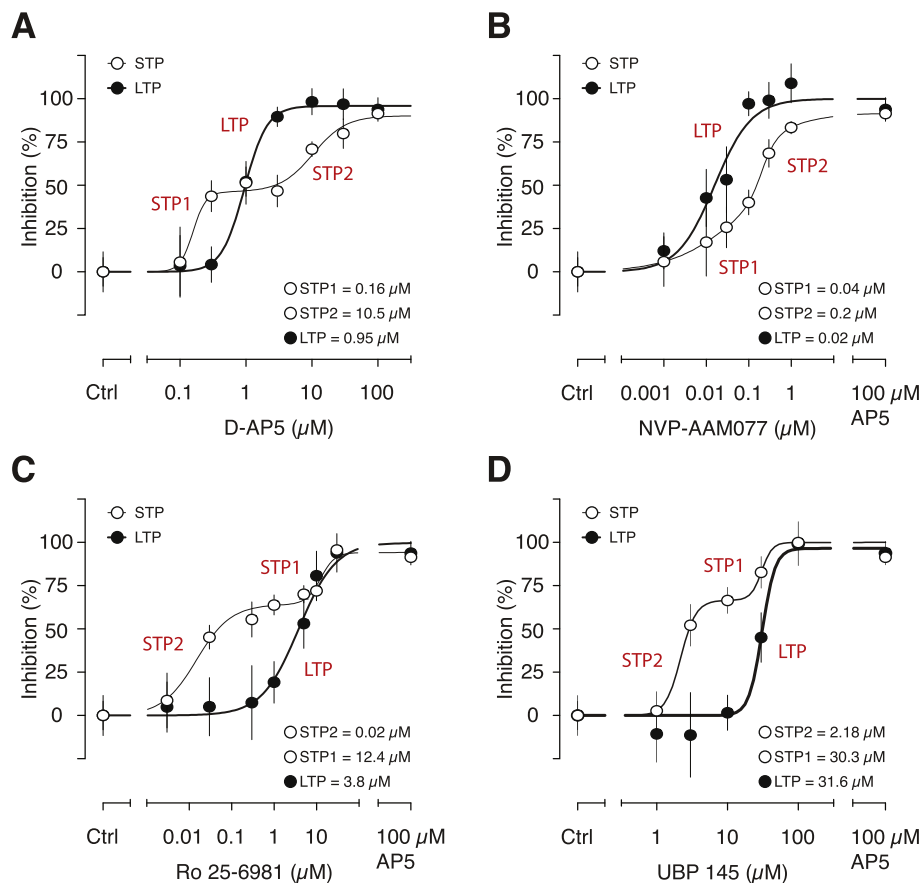 A
STP
LTP
100
75
50
25
0
Inhibition (%)
LTP
STP1
STP2
STP1 = 0.16 µM
STP2 = 10.5 µM
LTP = 0.95 µM
Ctrl 0.1 1 10 100
D-AP5 (µM)
B
STP
LTP
100
75
50
25
0
Inhibition (%)
LTP
STP2
STP1
STP1 = 0.04 µM
STP2 = 0.2 µM
LTP = 0.02 µM
Ctrl 0.001 0.01 0.1 1 100 µM
AP5
NVP-AAM077 (µM)
C
STP
LTP
100
75
50
25
0
Inhibition (%)
STP1
STP2
LTP
STP2 = 0.02 µM
STP1 = 12.4 µM
LTP = 3.8 µM
Ctrl 0.01 0.1 1 10 100 µM
AP5
Ro 25-6981 (µM)
D
STP
LTP
100
75
50
25
0
Inhibition (%)
STP1
STP2
LTP
STP2 = 2.18 µM
STP1 = 30.3 µM
LTP = 31.6 µM
Ctrl 1 10 100 100 µM
AP5
UBP 145 (µM)